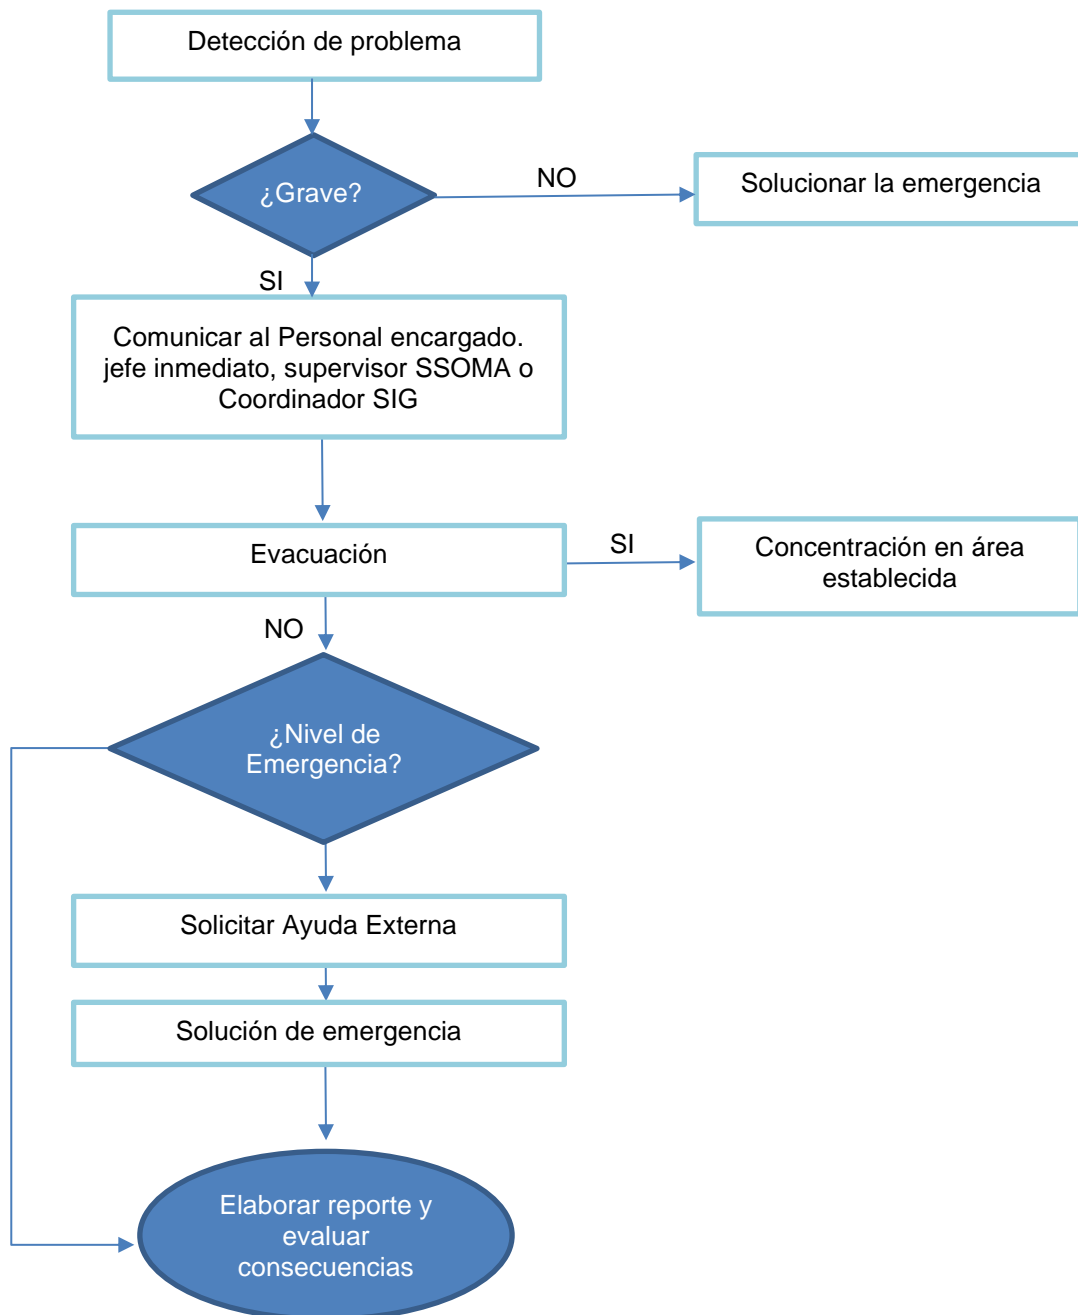 Detección de problema
¿Grave?
NO
Solucionar la emergencia
SI
Comunicar al Personal encargado.
jefe inmediato, supervisor SSOMA o
Coordinador SIG
Evacuación
SI
Concentración en área
establecida
NO
¿Nivel de
Emergencia?
Solicitar Ayuda Externa
Solución de emergencia
Elaborar reporte y
evaluar
consecuencias